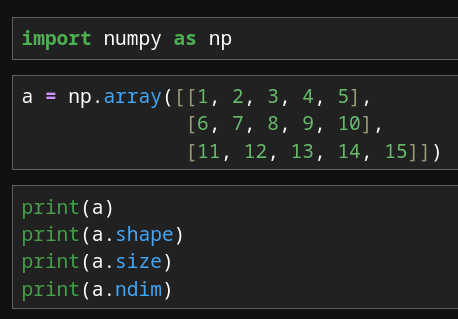 import numpy as np
a = np.array([[1, 2, 3, 4, 5],
              [6, 7, 8, 9, 10],
              [11, 12, 13, 14, 15]])
print(a)
print(a.shape)
print(a.size)
print(a.ndim)